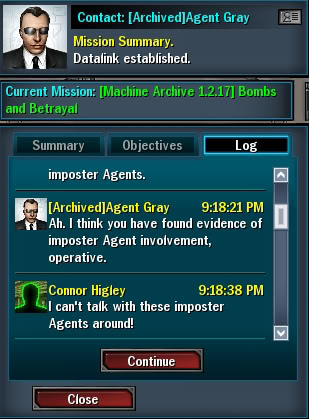 Contact: [Archived]Agent Gray
Mission Summary.
Datalink established.
Current Mission: [Machine Archive 1.2.17] Bombs
and Betrayal
Summary
Objectives
Log
imposter Agents.
[Archived]Agent Gray 9:18:21 PM
Ah. I think you have found evidence of
imposter Agent involvement,
operative.
Connor Higley 9:18:38 PM
I can't talk with these imposter
Agents around!
Continue
Close